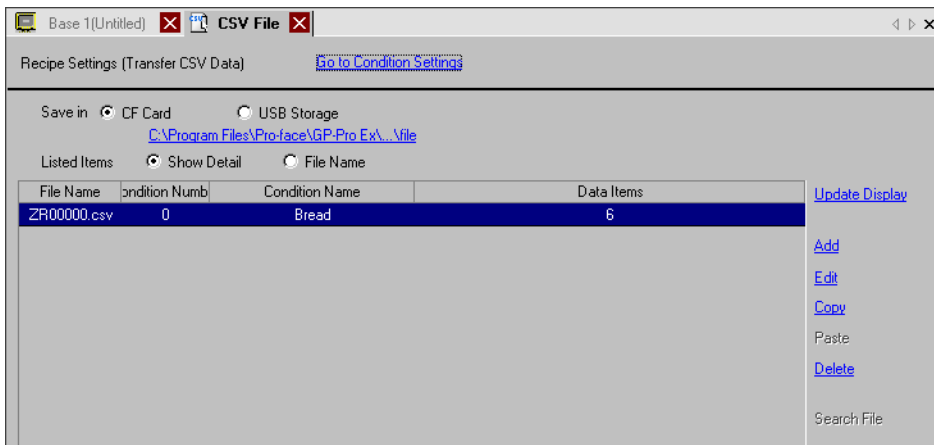 Base 1(Untitled) CSV File
Recipe Settings (Transfer CSV Data) Go to Condition Settings
Save in CF Card USB Storage
C:\Program Files\Pro-face\GP-Pro Ex\...\file
Listed Items Show Detail File Name
File Name ondition Numb Condition Name Data Items
ZR00000.csv 0 Bread 6
Update Display
Add
Edit
Copy
Paste
Delete
Search File